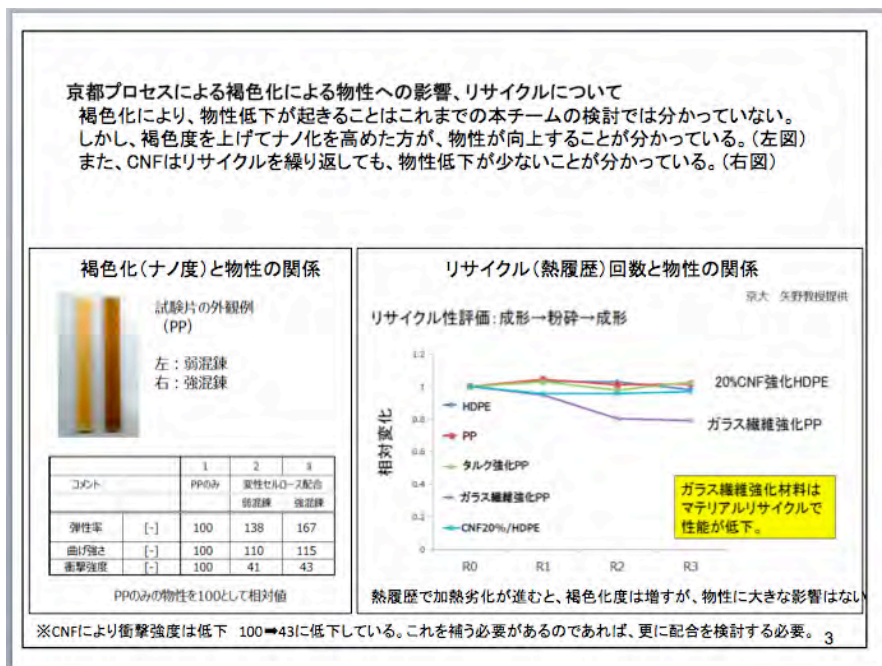 京都プロセスによる褐色化による物性への影響、リサイクルについて
褐色化により、物性低下が起きることはこれまでの本チームの検討では分かっていない。
しかし、褐色度を上げてナノ化を高めた方が、物性が向上することが分かっている。(左図)
また、CNFはリサイクルを繰り返しても、物性低下が少ないことが分かっている。(右図)
褐色化(ナノ度)と物性の関係
試験片の外観例
(PP)
左:弱混錬
右:強混錬
1 2 3
コメント PPのみ 変性セルロース配合
弱混錬 強混錬
弾性率 [-] 100 138 167
曲げ強さ [-] 100 110 115
衝撃強度 [-] 100 41 43
PPのみの物性を100として相対値
リサイクル(熱履歴)回数と物性の関係
京大 矢野教授提供
リサイクル性評価:成形→粉砕→成形
相対変化
1.2
1
0.8
0.6
0.4
0.2
0
R0 R1 R2 R3
HDPE
PP
タルク強化PP
ガラス繊維強化PP
CNF20%/HDPE
20%CNF強化HDPE
ガラス繊維強化PP
ガラス繊維強化材料は
マテリアルリサイクルで
性能が低下。
熱履歴で加熱劣化が進むと、褐色化度は増すが、物性に大きな影響はない
※CNFにより衝撃強度は低下 100➡43に低下している。これを補う必要があるのであれば、更に配合を検討する必要。
3